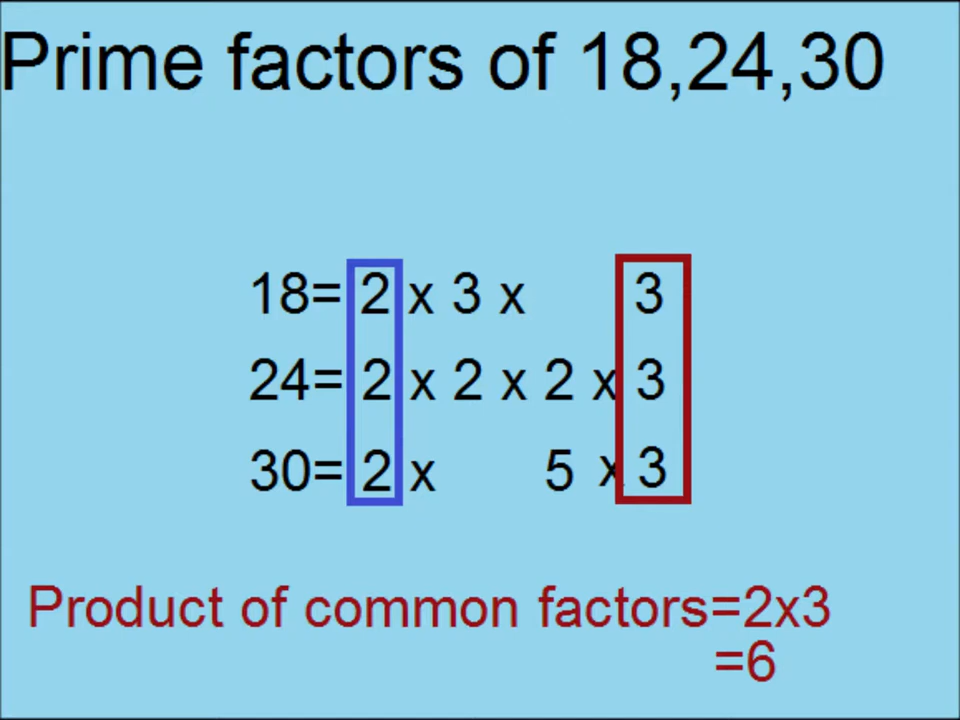 Prime factors of 18,24,30
18= 2 x 3 x 3
24= 2 x 2 x 2 x 3
30= 2 x 5 x 3
Product of common factors=2x3
=6